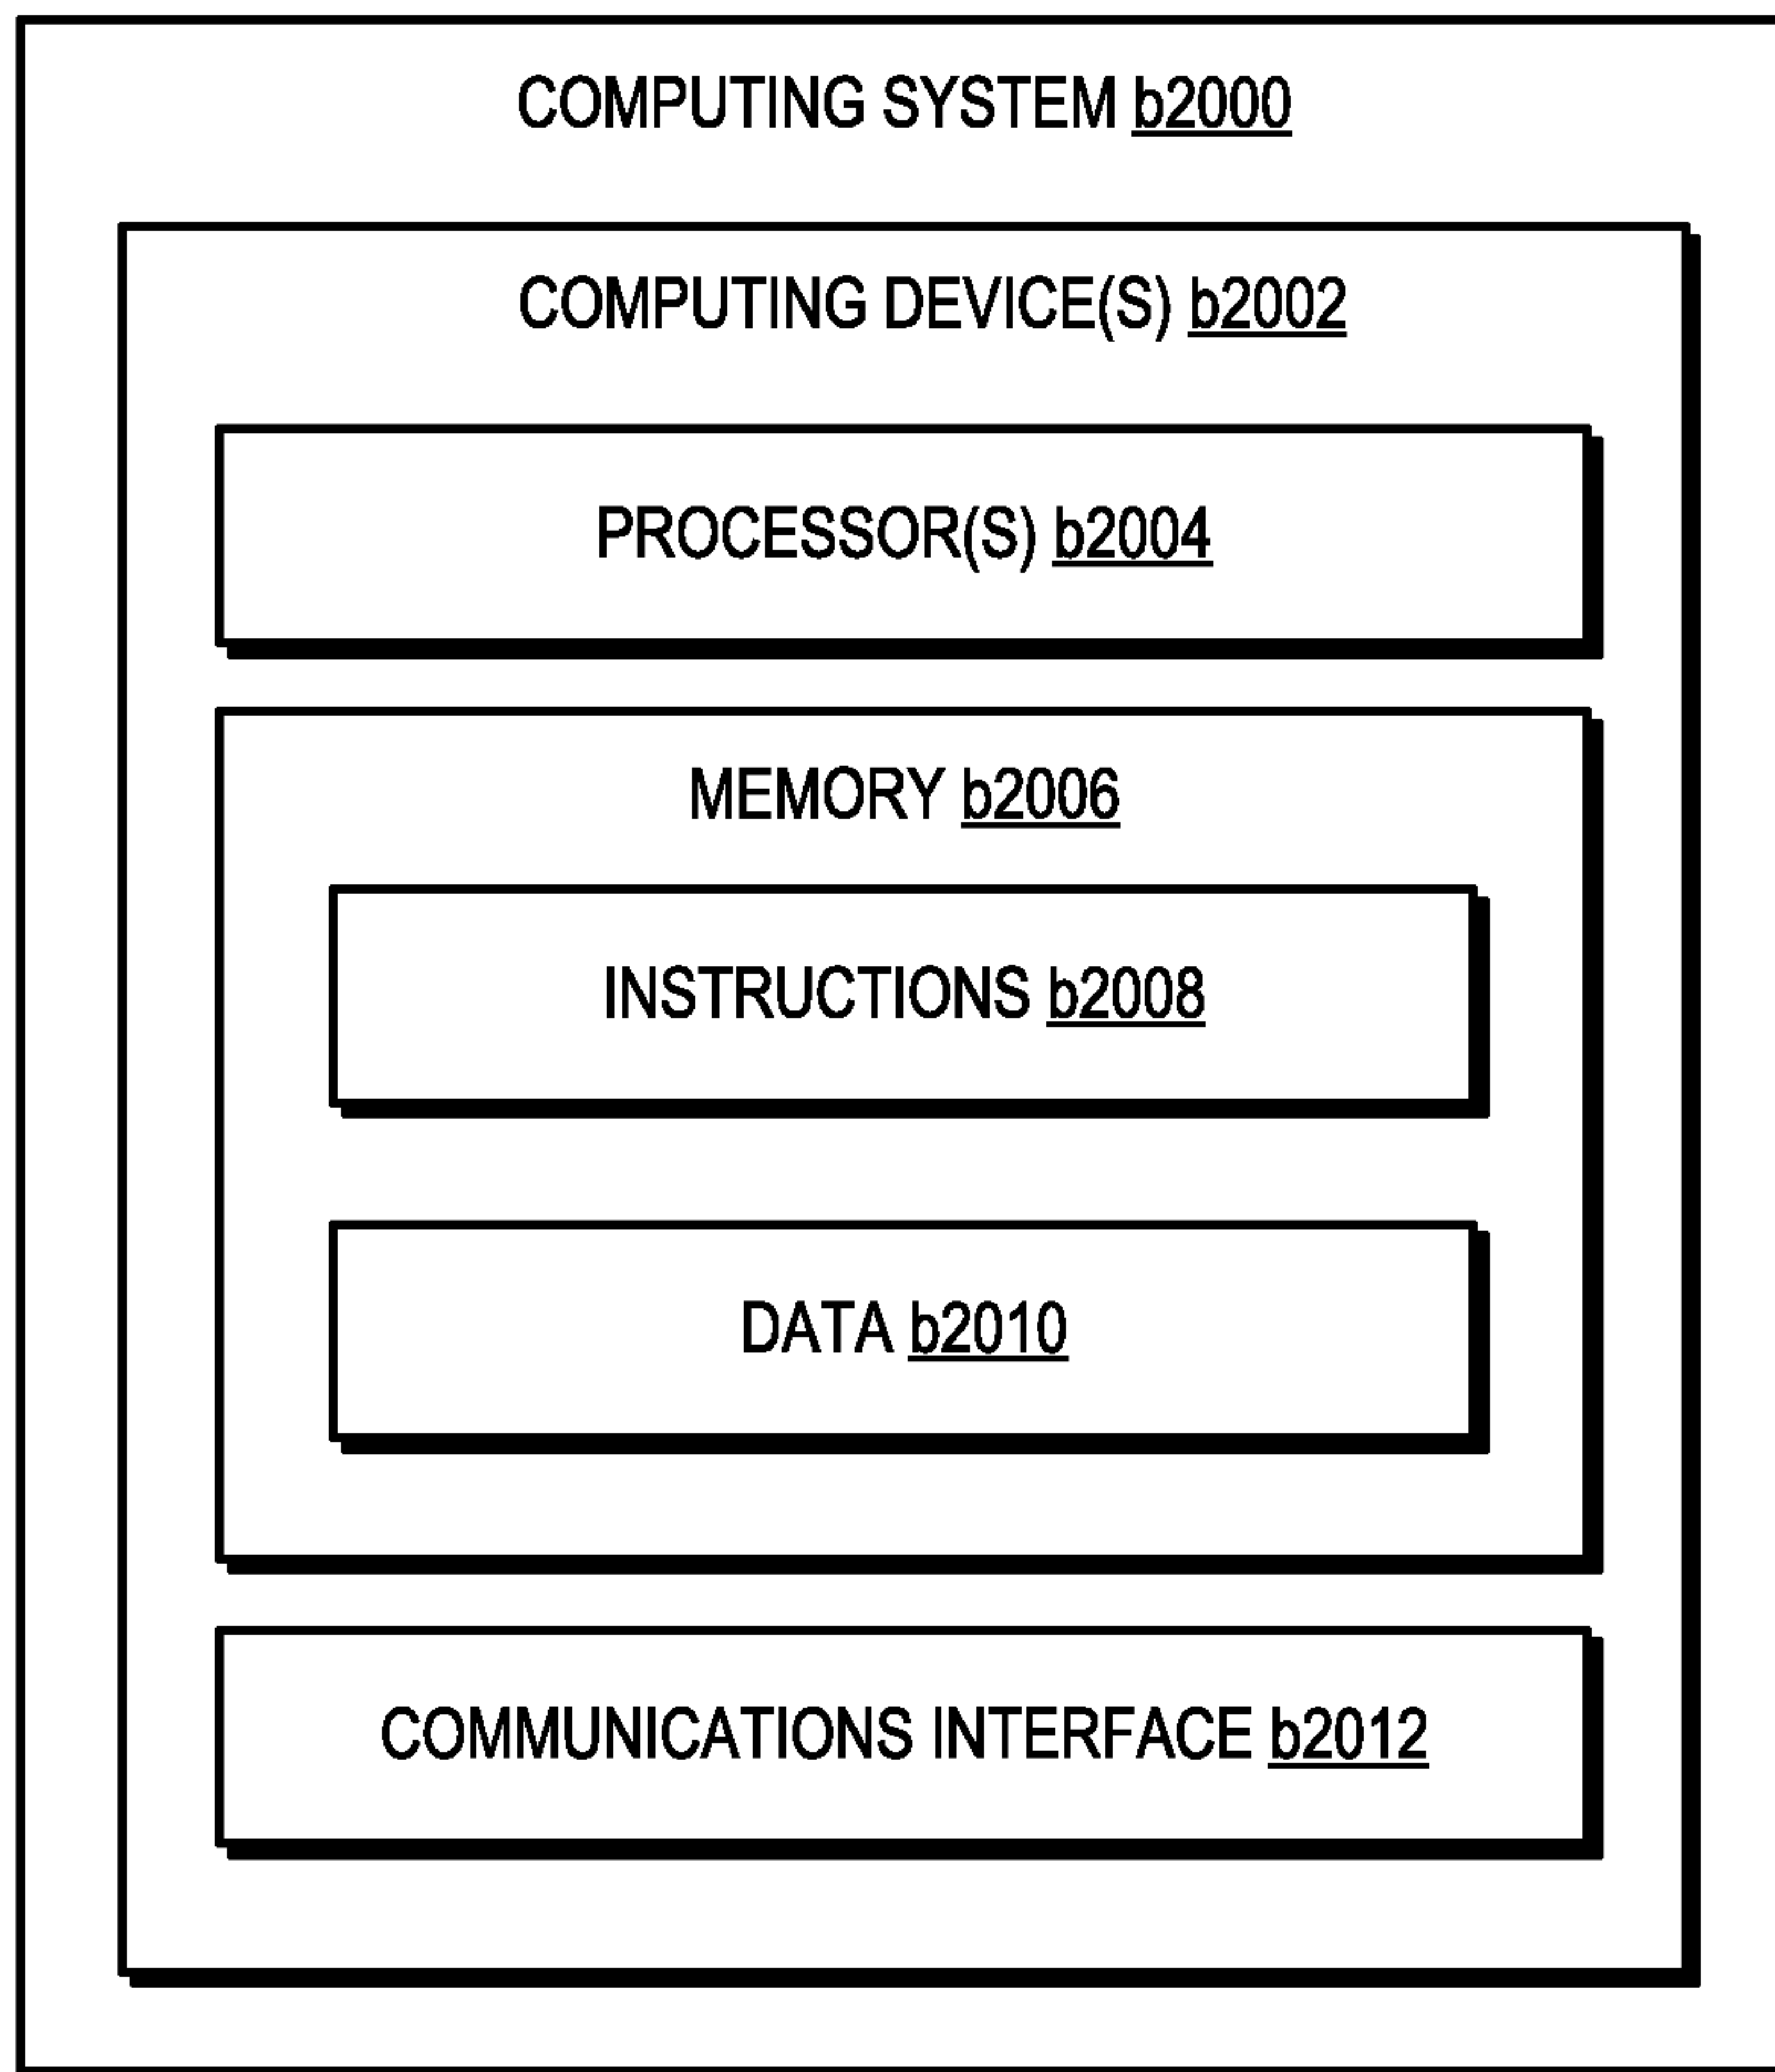 COMPUTING SYSTEM b2000
COMPUTING DEVICE(S) b2002
PROCESSOR(S) b2004
MEMORY b2006
INSTRUCTIONS b2008
DATA b2010
COMMUNICATIONS INTERFACE b2012